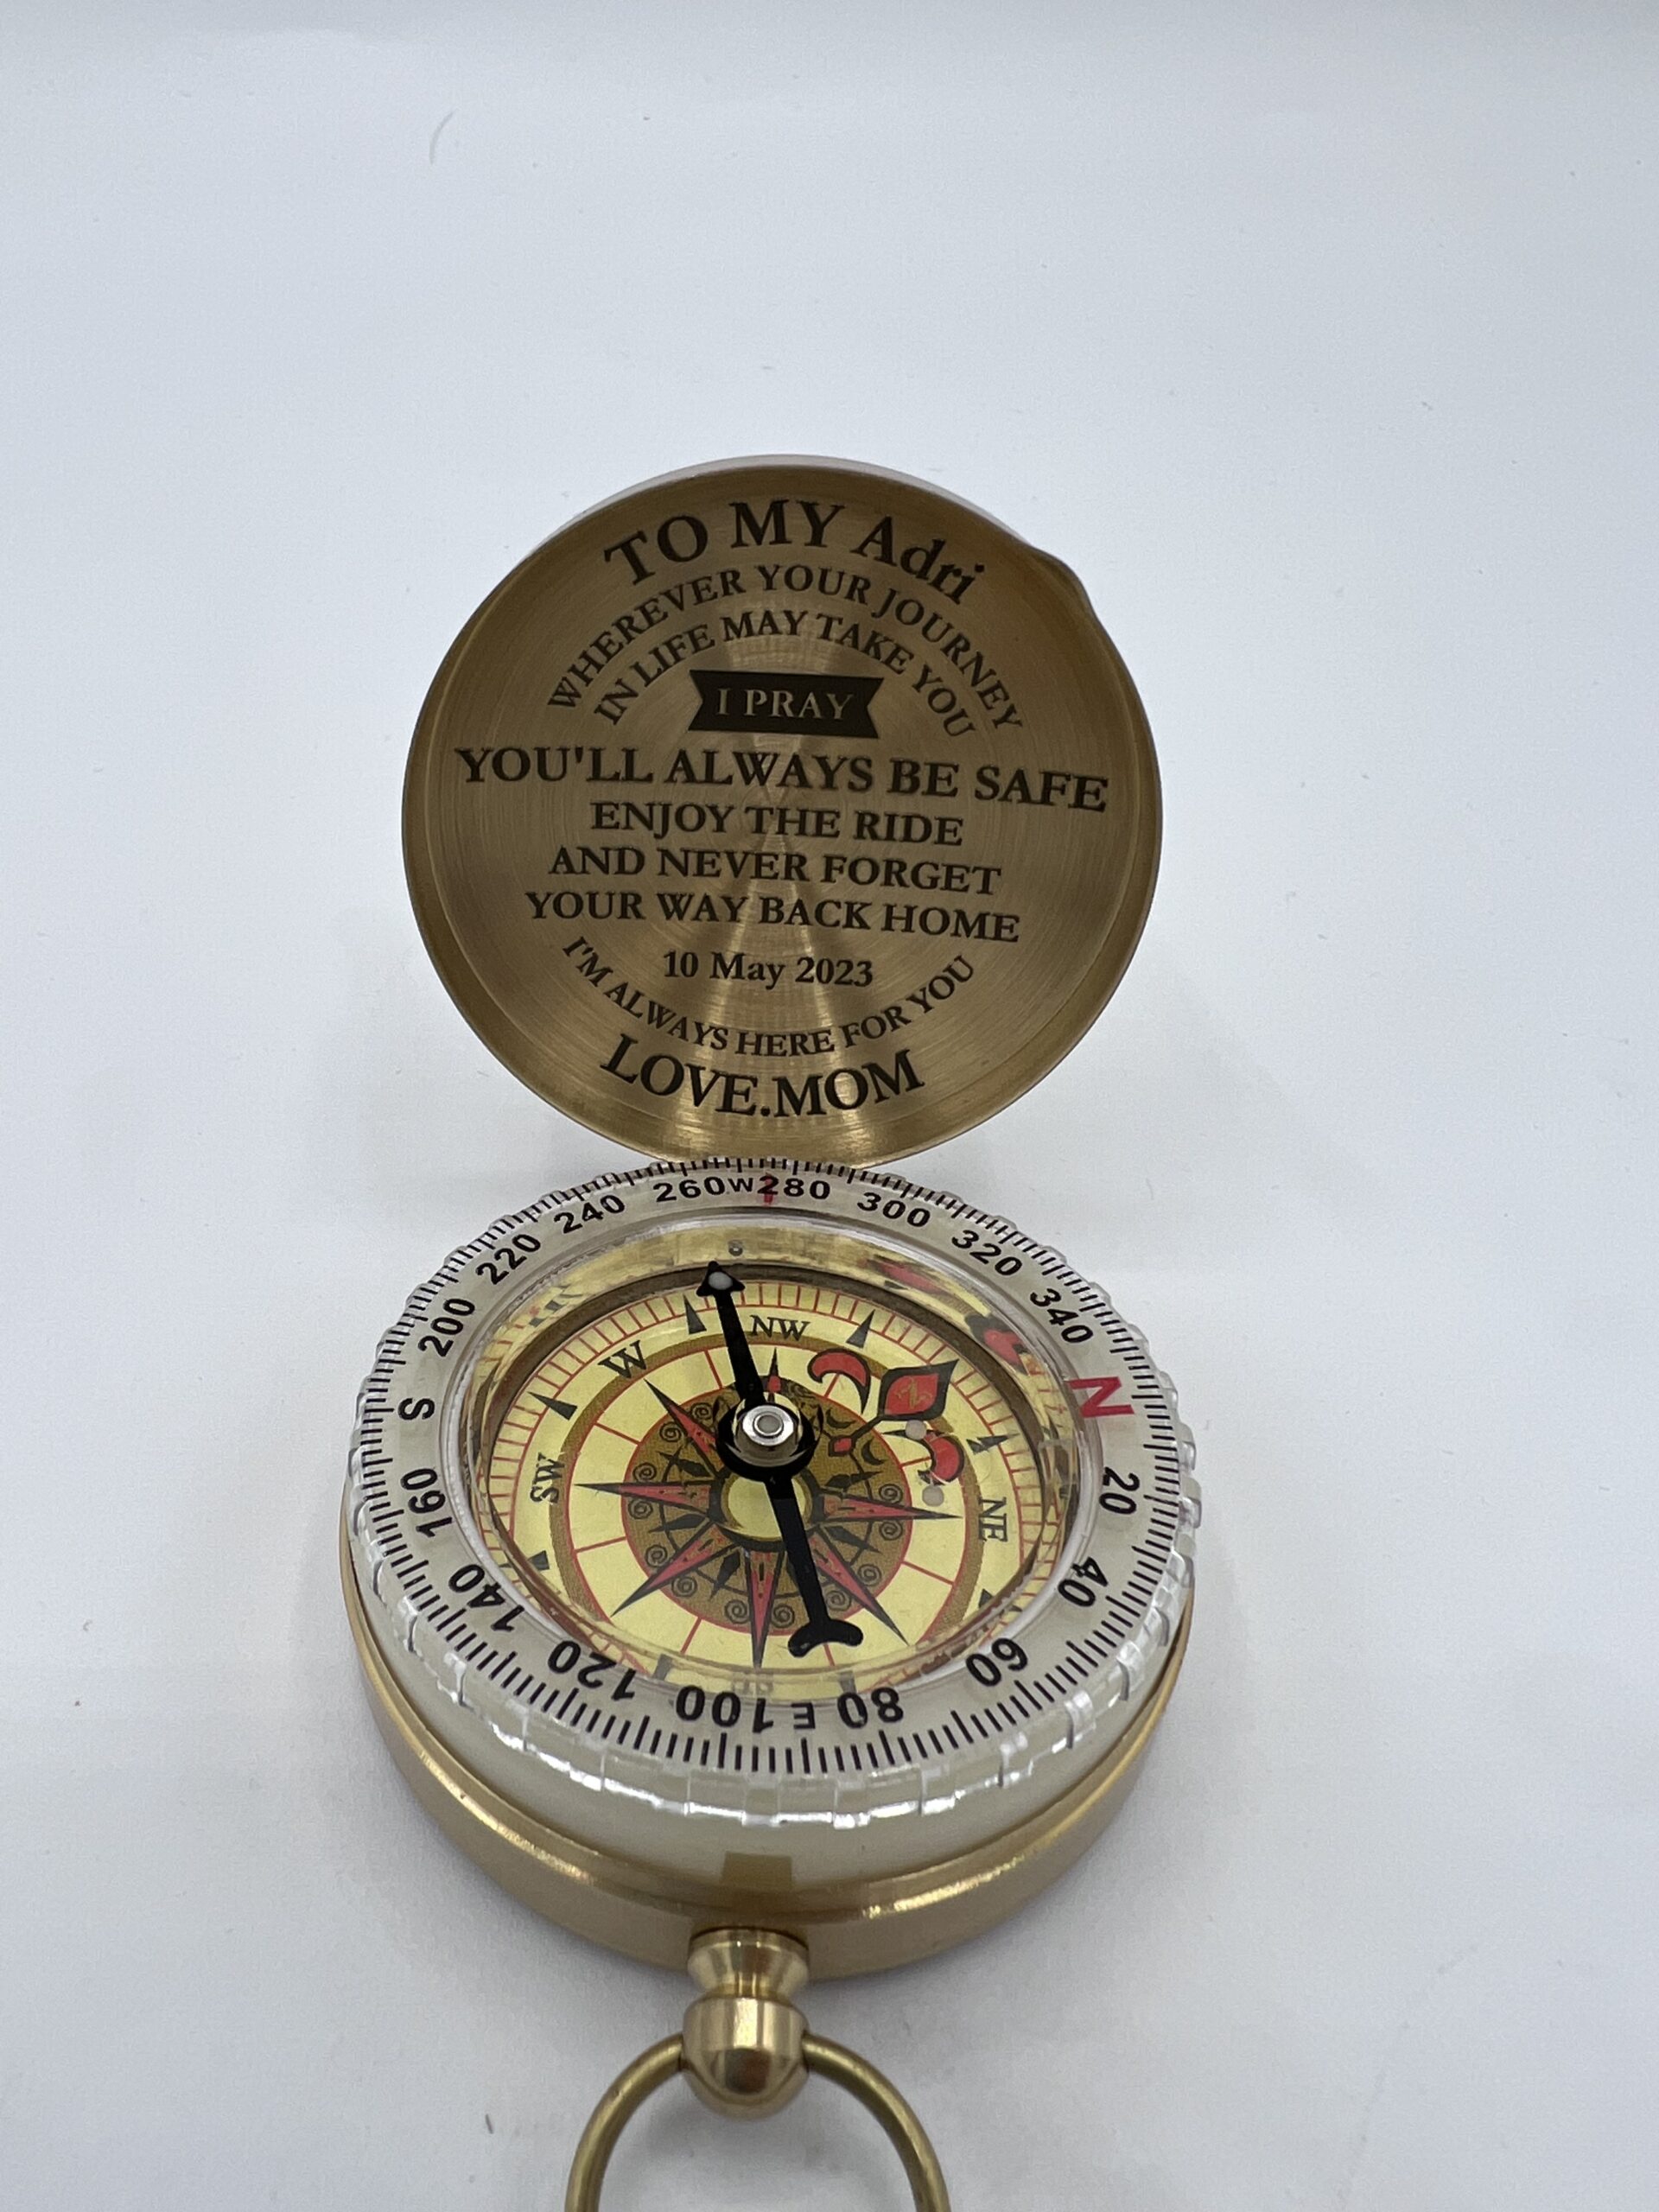 TO MY Adri
WHEREVER YOUR JOURNEY
IN LIFE MAY TAKE YOU
I PRAY
YOU'LL ALWAYS BE SAFE
ENJOY THE RIDE
AND NEVER FORGET
YOUR WAY BACK HOME
10 May 2023
I'M ALWAYS HERE FOR YOU
LOVE.MOM
200 220 240 260 W 280 300 320 340 N 20 40 60 80 E 100 120 140 160 S
W NW N NE
SW